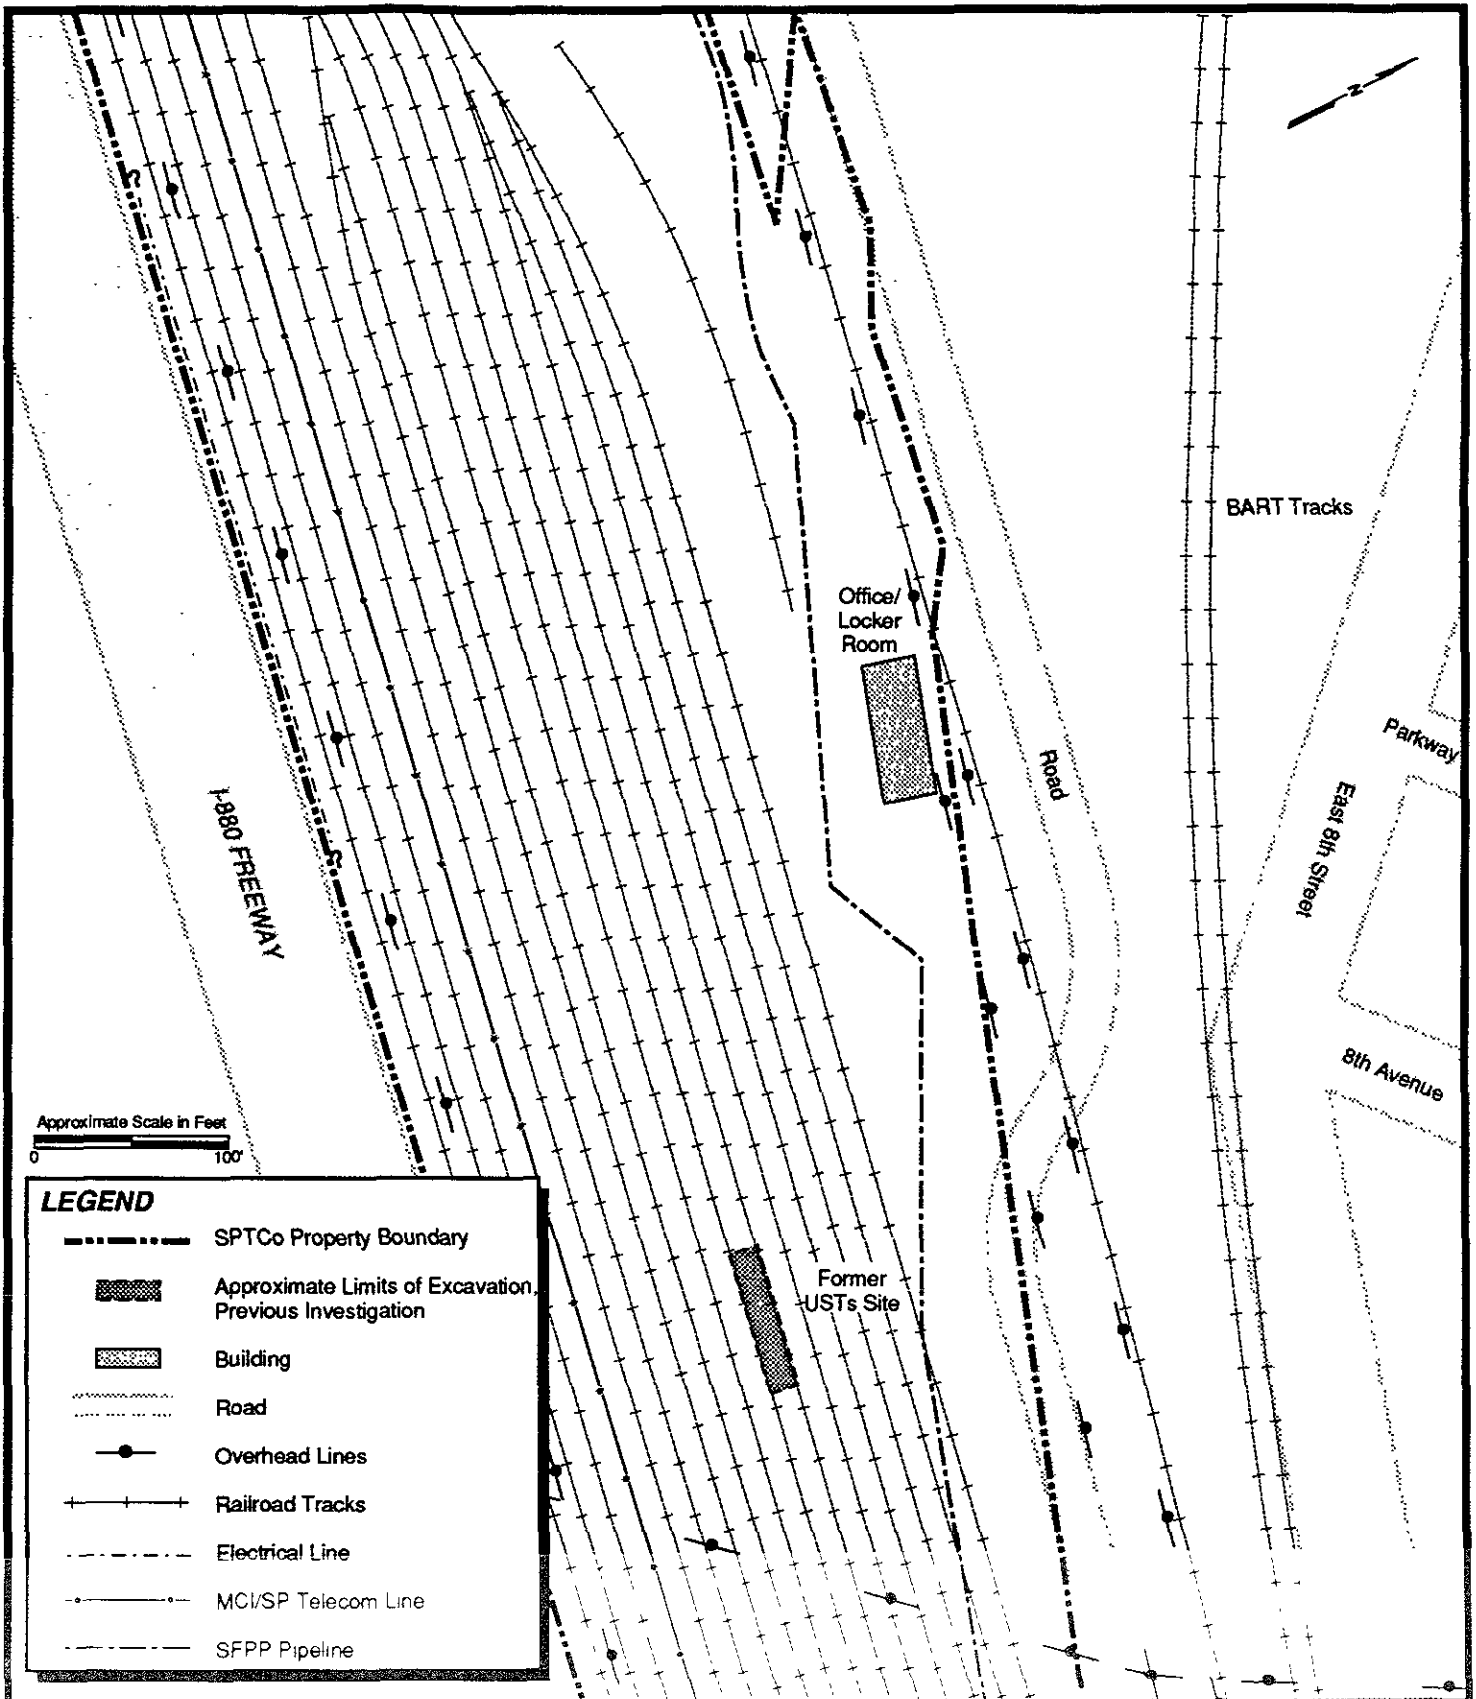 N
BART Tracks
Office/
Locker
Room
Parkway
Road
East 8th Street
I-880 FREEWAY
8th Avenue
Approximate Scale in Feet
0 100'
LEGEND
SPTCo Property Boundary
Approximate Limits of Excavation,
Previous Investigation
Building
Road
Overhead Lines
Railroad Tracks
Electrical Line
MCI/SP Telecom Line
SFPP Pipeline
Former
USTs Site